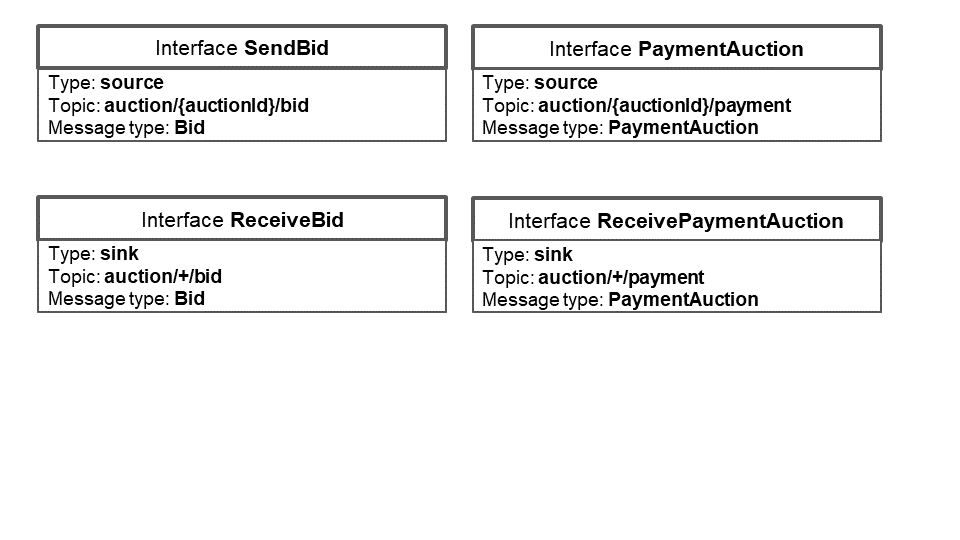 Interface SendBid
Type: source
Topic: auction/{auctionId}/bid
Message type: Bid
Interface PaymentAuction
Type: source
Topic: auction/{auctionId}/payment
Message type: PaymentAuction
Interface ReceiveBid
Type: sink
Topic: auction/+/bid
Message type: Bid
Interface ReceivePaymentAuction
Type: sink
Topic: auction/+/payment
Message type: PaymentAuction